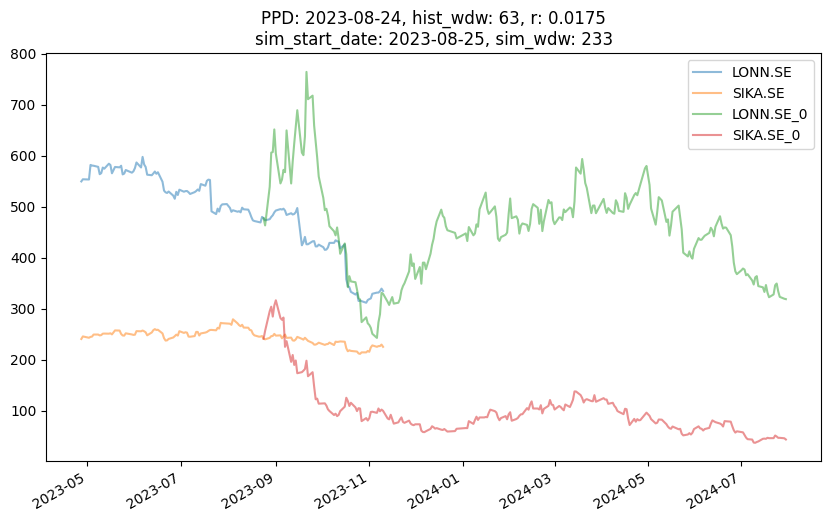 PPD: 2023-08-24, hist_wdw: 63, r: 0.0175
sim_start_date: 2023-08-25, sim_wdw: 233
LONN.SE
SIKA.SE
LONN.SE_0
SIKA.SE_0
800
700
600
500
400
300
200
100
2023-05
2023-07
2023-09
2023-11
2024-01
2024-03
2024-05
2024-07